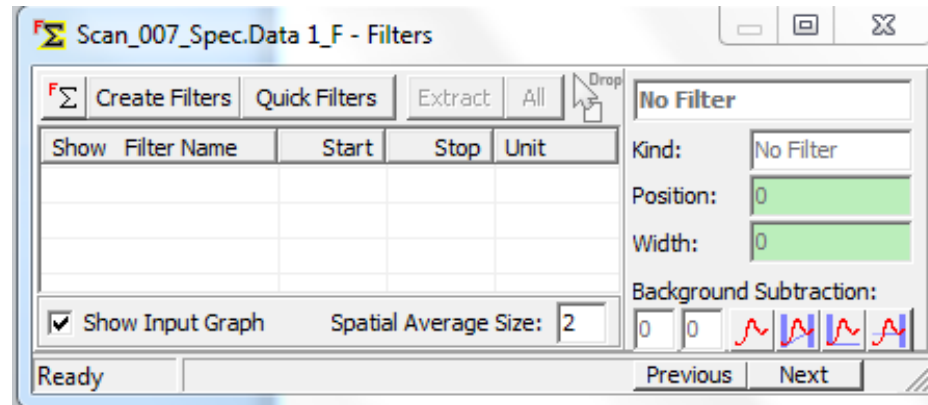 FΣ Scan_007_Spec.Data 1_F - Filters
FΣ Create Filters Quick Filters Extract All Drop
Show Filter Name Start Stop Unit
Show Input Graph Spatial Average Size: 2
Ready
No Filter
Kind: No Filter
Position: 0
Width: 0
Background Subtraction:
0 0
Previous Next